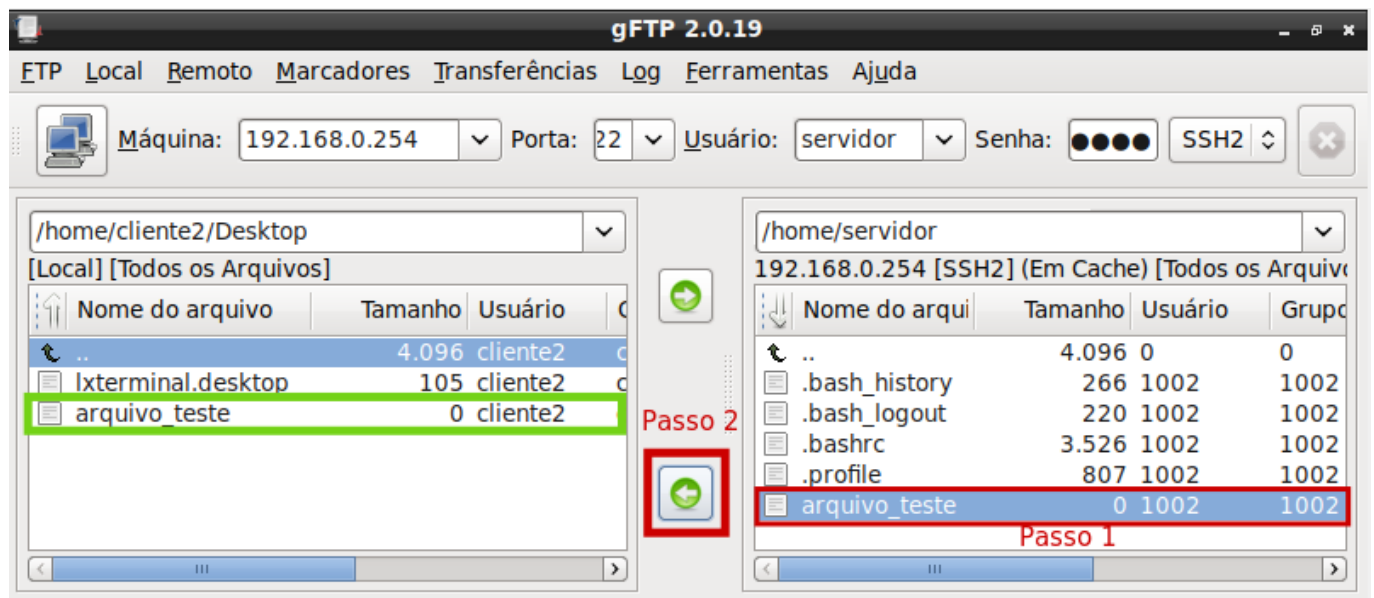 gFTP 2.0.19
FTP Local Remoto Marcadores Transferências Log Ferramentas Ajuda
Máquina: 192.168.0.254 Porta: 22 Usuário: servidor Senha: ●●●● SSH2
/home/cliente2/Desktop
[Local] [Todos os Arquivos]
Nome do arquivo Tamanho Usuário
.. 4.096 cliente2
lxterminal.desktop 105 cliente2
arquivo_teste 0 cliente2
Passo 2
/home/servidor
192.168.0.254 [SSH2] (Em Cache) [Todos os Arquivo
Nome do arqui Tamanho Usuário Grupo
.. 4.096 0 0
.bash_history 266 1002 1002
.bash_logout 220 1002 1002
.bashrc 3.526 1002 1002
.profile 807 1002 1002
arquivo_teste 0 1002 1002
Passo 1